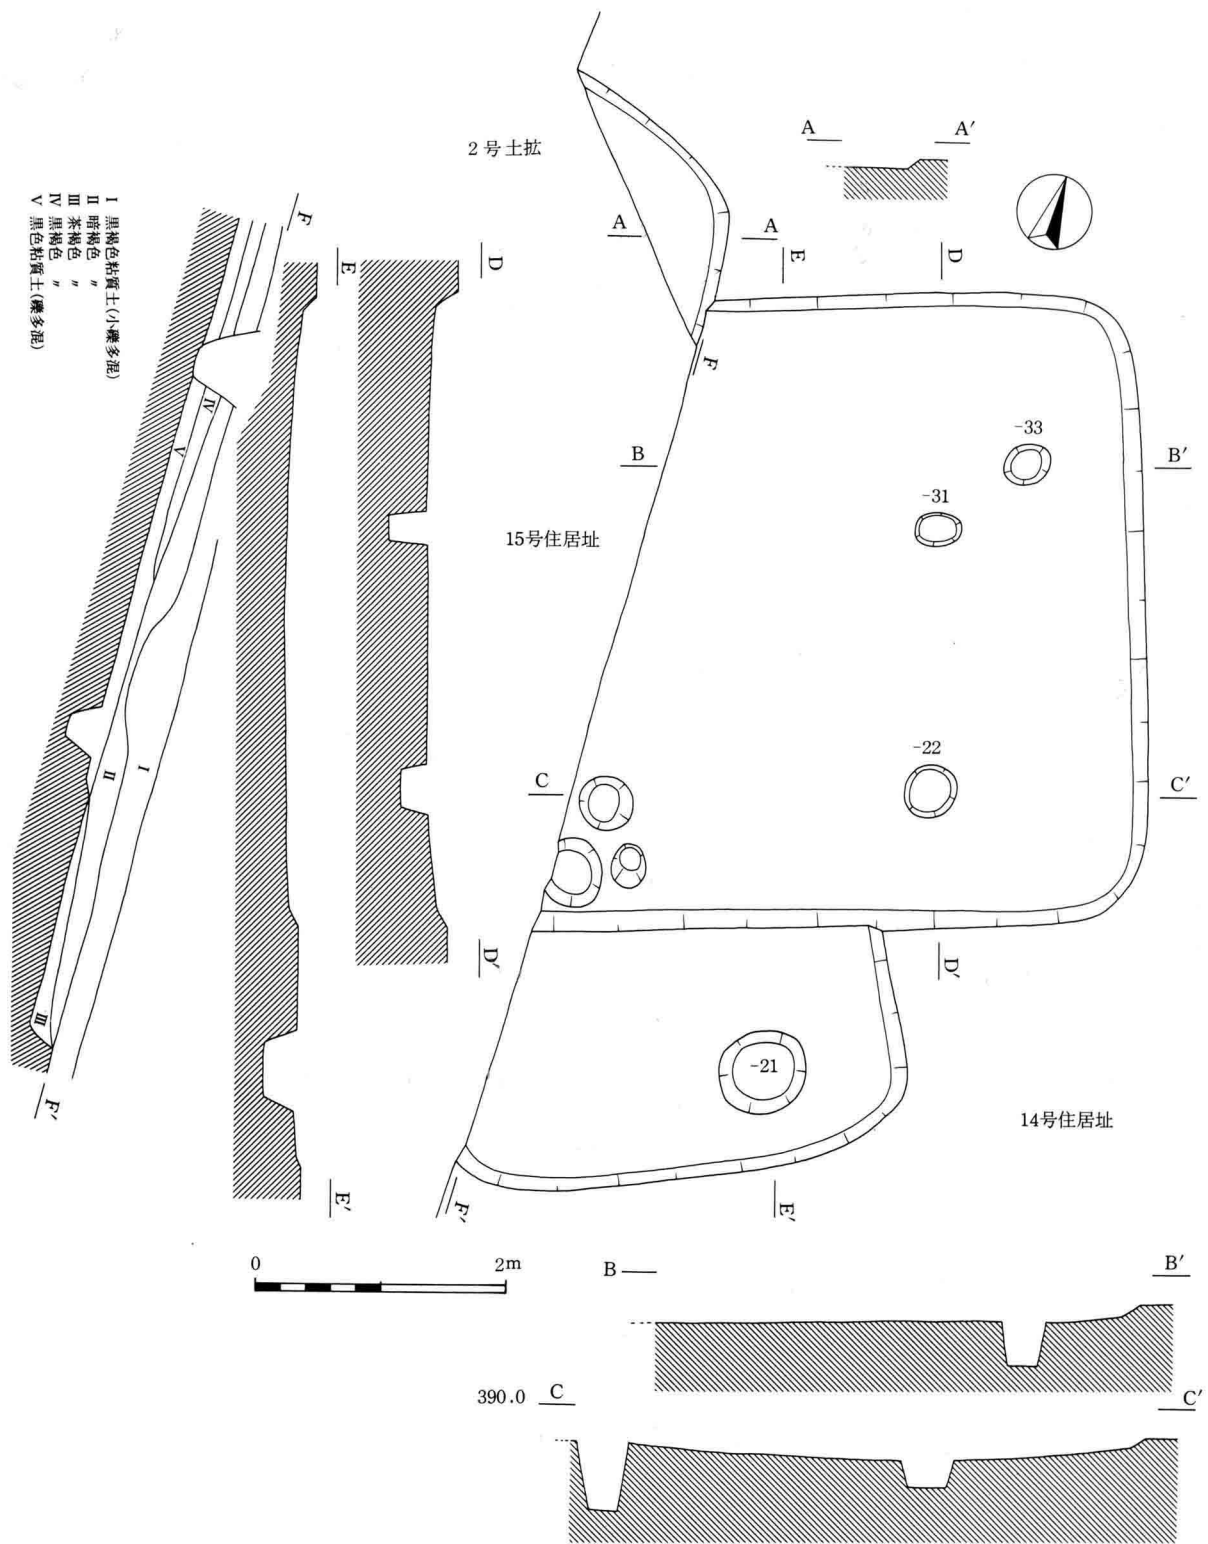 A
A′
2号土拡
A
A
E
D
F
E
D
Ⅰ 黒褐色粘質土(小礫多混)
Ⅱ 暗褐色 〃
Ⅲ 茶褐色 〃
Ⅳ 黒褐色 〃
Ⅴ 黒色粘質土(礫多混)
F
Ⅳ
Ⅴ
-33
B
B′
-31
15号住居址
-22
C
C′
Ⅰ
Ⅱ
D′
D′
Ⅲ
-21
F′
14号住居址
E′
F′
E′
0
2m
B
B′
390.0
C
C′